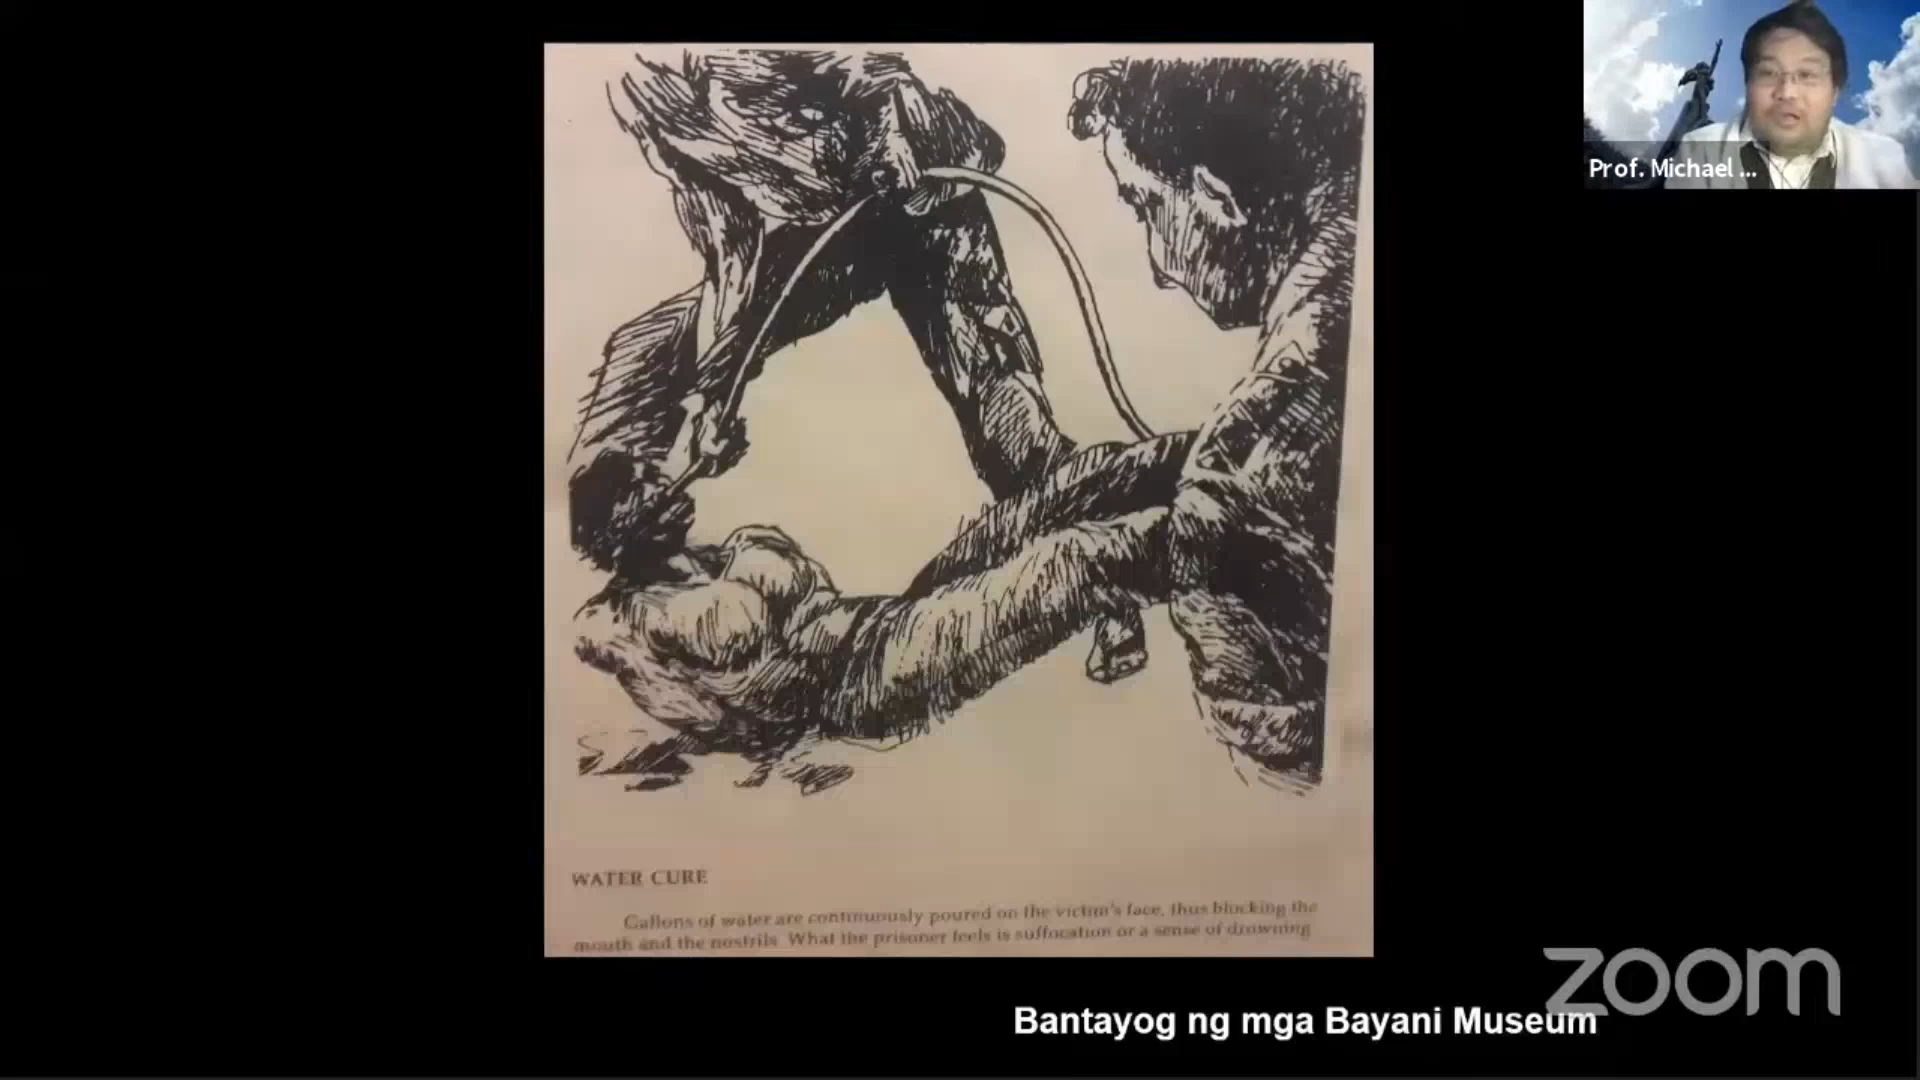 Prof. Michael ...
WATER CURE
Gallons of water are continuously poured on the victim's face, thus blocking the
mouth and the nostrils. What the prisoner feels is suffocation or a sense of drowning
zoom
Bantayog ng mga Bayani Museum